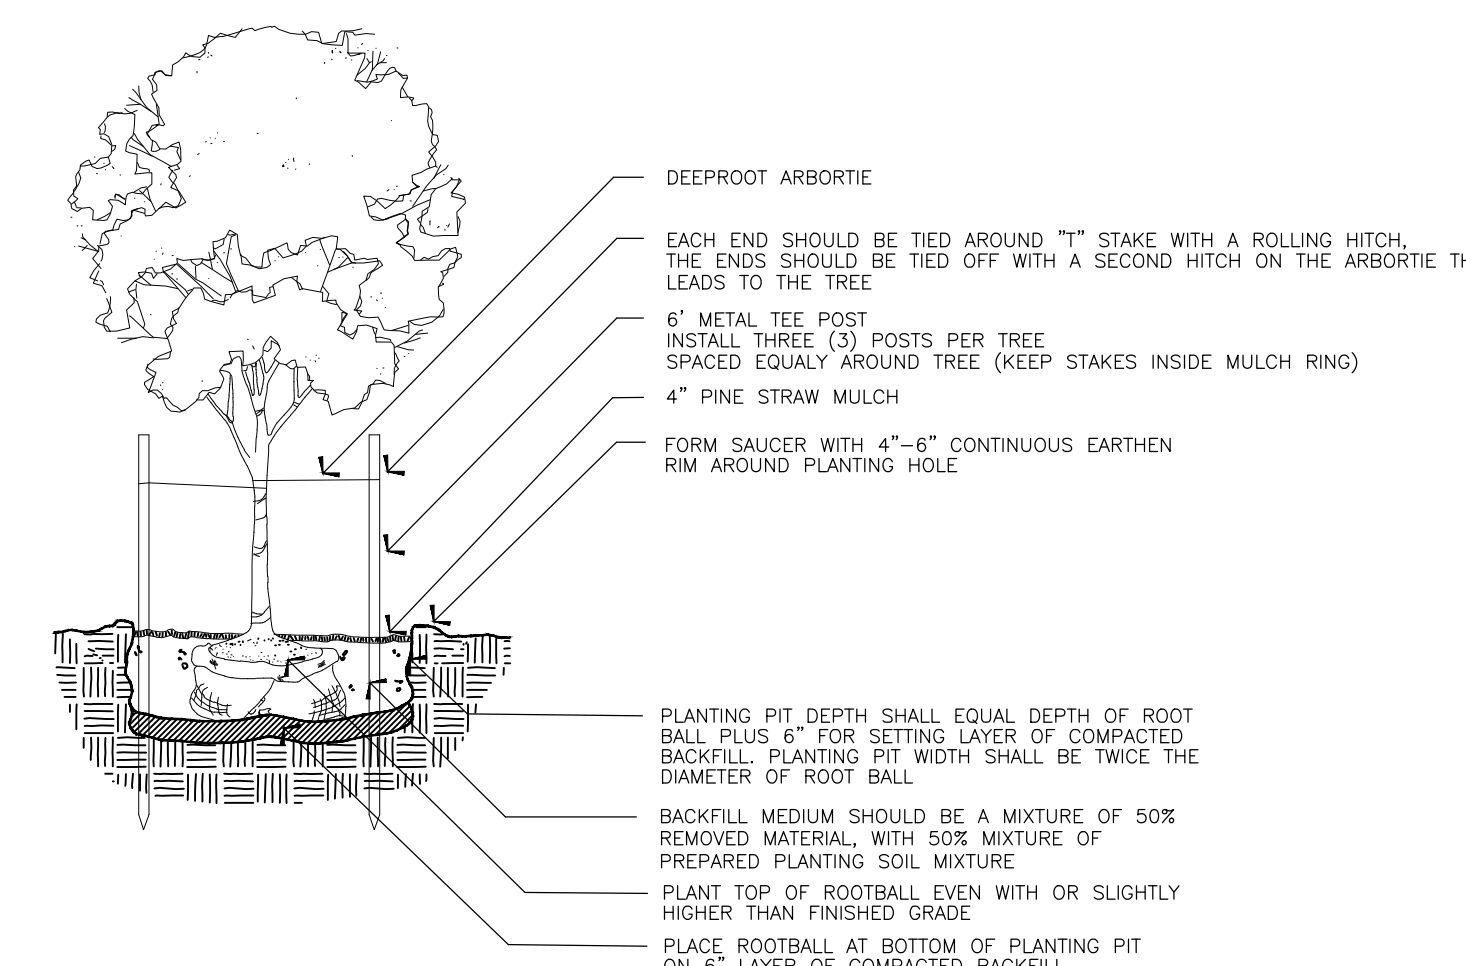 DEEPROOT ARBORTIE
EACH END SHOULD BE TIED AROUND "T" STAKE WITH A ROLLING HITCH,
THE ENDS SHOULD BE TIED OFF WITH A SECOND HITCH ON THE ARBORTIE
LEADS TO THE TREE
6' METAL TEE POST
INSTALL THREE (3) POSTS PER TREE
SPACED EQUALY AROUND TREE (KEEP STAKES INSIDE MULCH RING)
4" PINE STRAW MULCH
FORM SAUCER WITH 4"-6" CONTINUOUS EARTHEN
RIM AROUND PLANTING HOLE
PLANTING PIT DEPTH SHALL EQUAL DEPTH OF ROOT
BALL PLUS 6" FOR SETTING LAYER OF COMPACTED
BACKFILL. PLANTING PIT WIDTH SHALL BE TWICE THE
DIAMETER OF ROOT BALL
BACKFILL MEDIUM SHOULD BE A MIXTURE OF 50%
REMOVED MATERIAL, WITH 50% MIXTURE OF
PREPARED PLANTING SOIL MIXTURE
PLANT TOP OF ROOTBALL EVEN WITH OR SLIGHTLY
HIGHER THAN FINISHED GRADE
PLACE ROOTBALL AT BOTTOM OF PLANTING PIT
ON 6" LAYER OF COMPACTED BACKFILL